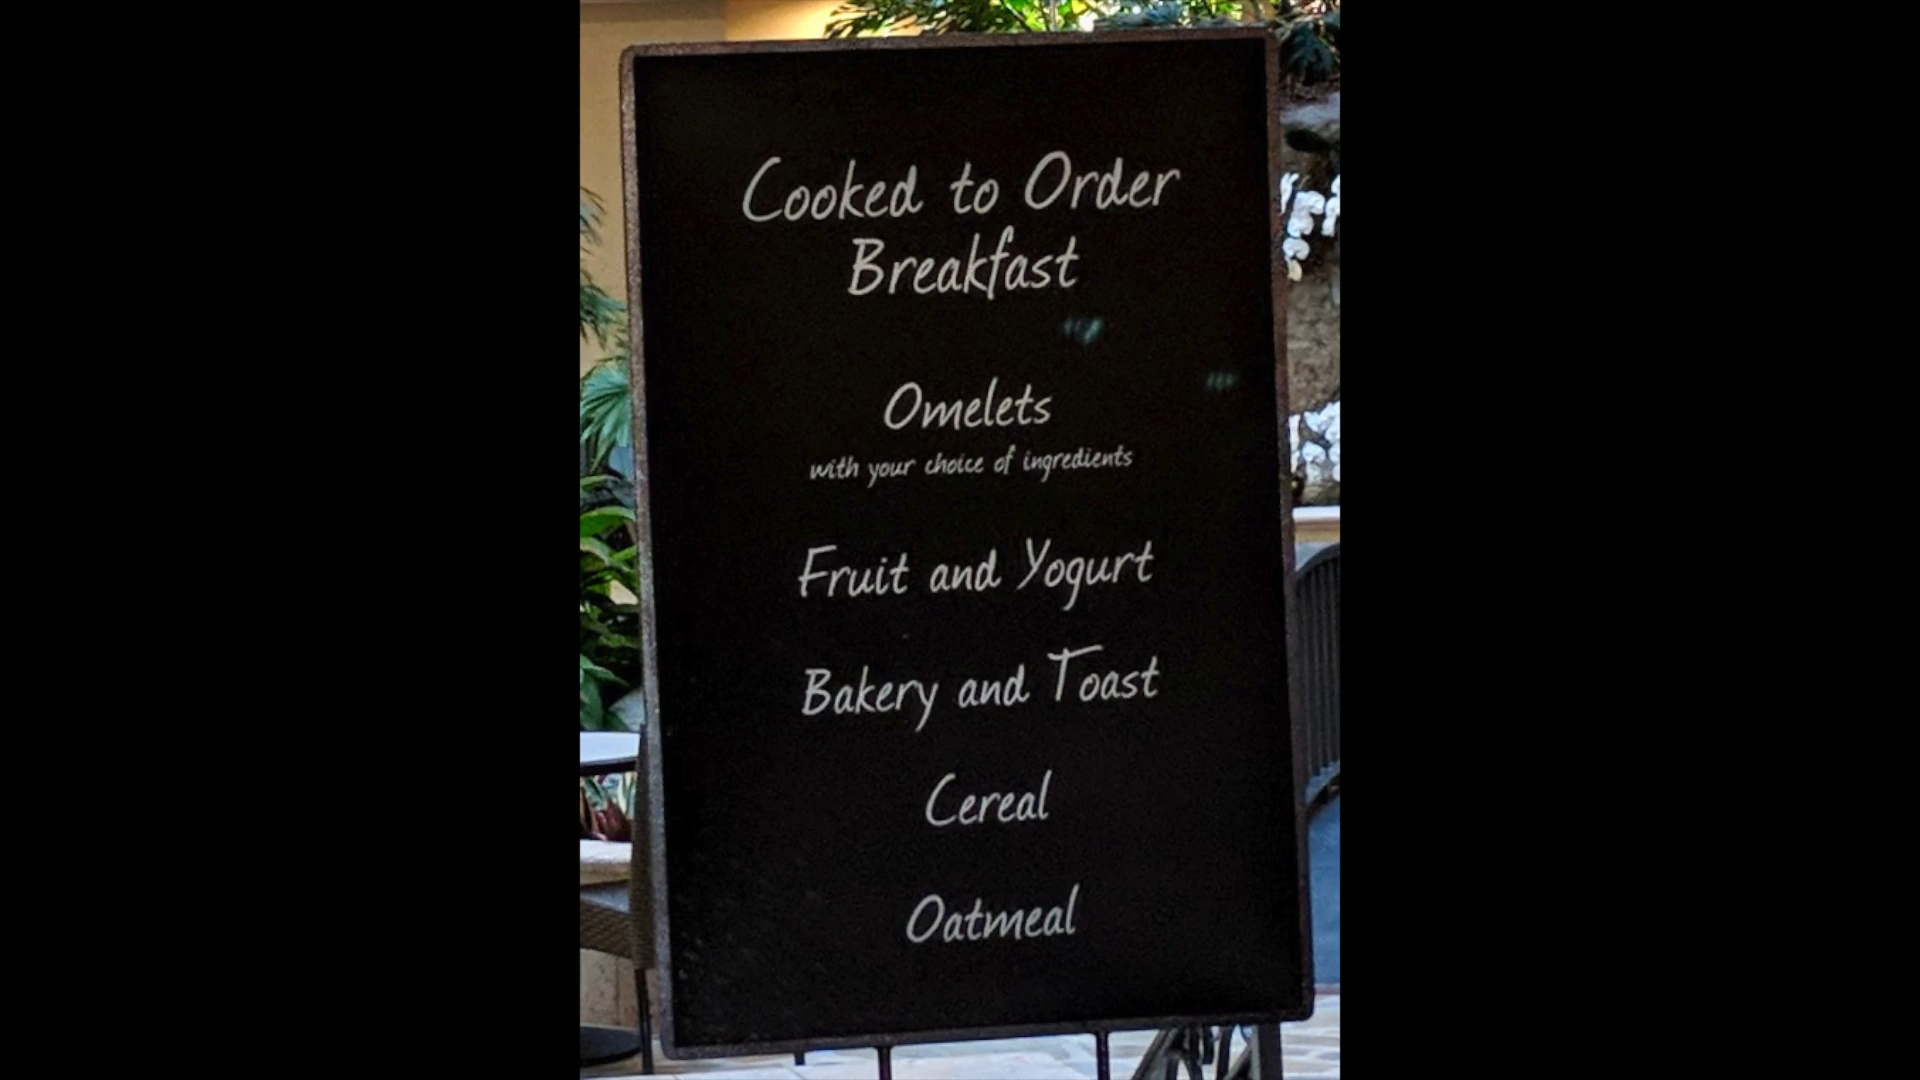 Cooked to Order
Breakfast
Omelets
with your choice of ingredients
Fruit and Yogurt
Bakery and Toast
Cereal
Oatmeal